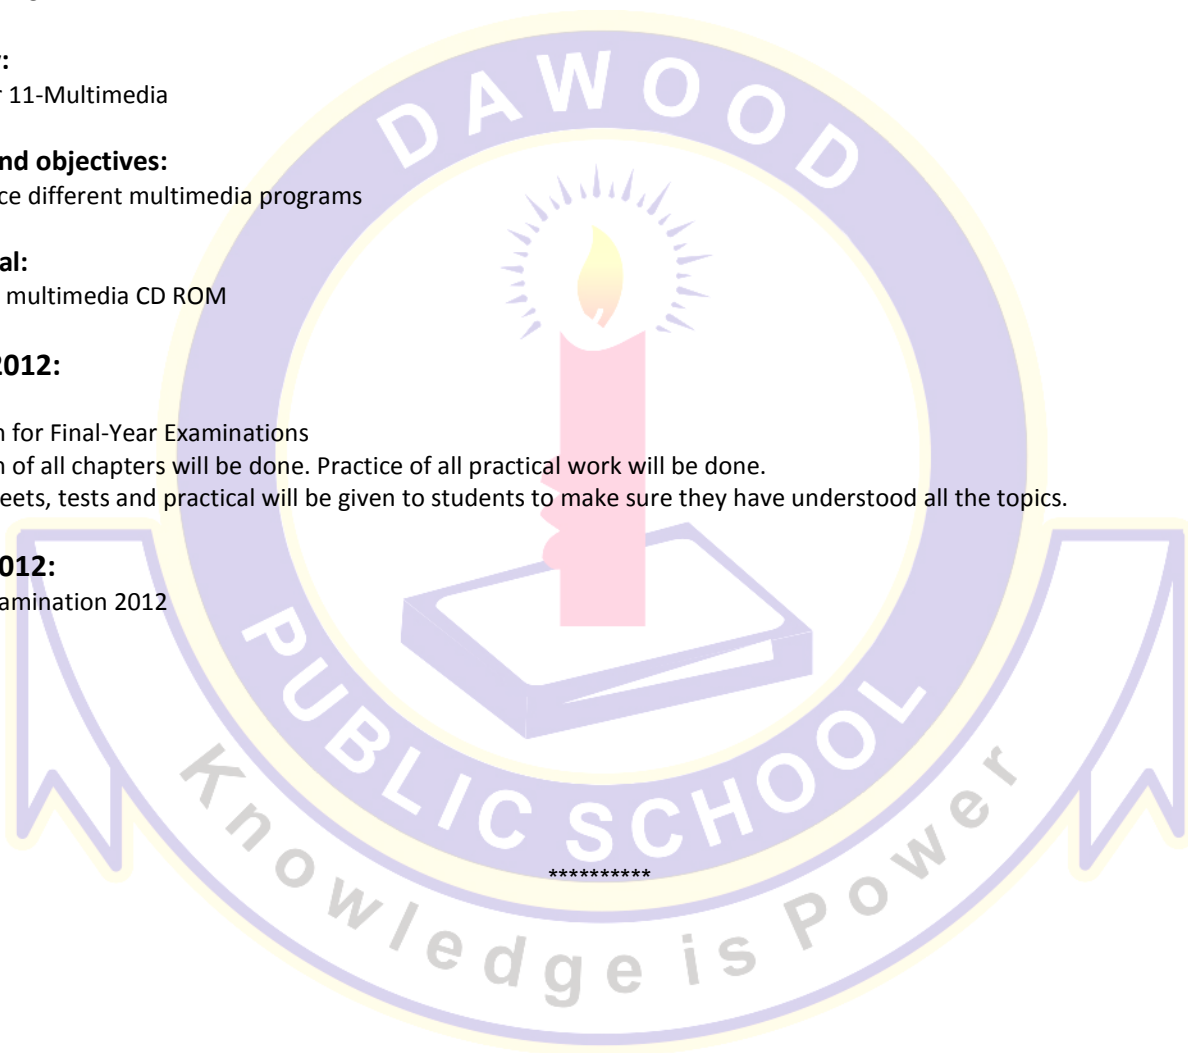 r 11-Multimedia
nd objectives:
ce different multimedia programs
al:
multimedia CD ROM
2012:
n for Final-Year Examinations
n of all chapters will be done. Practice of all practical work will be done.
eets, tests and practical will be given to students to make sure they have understood all the topics.
012:
amination 2012
**********
DAWOOD
PUBLIC SCHOOL
Knowledge is Power